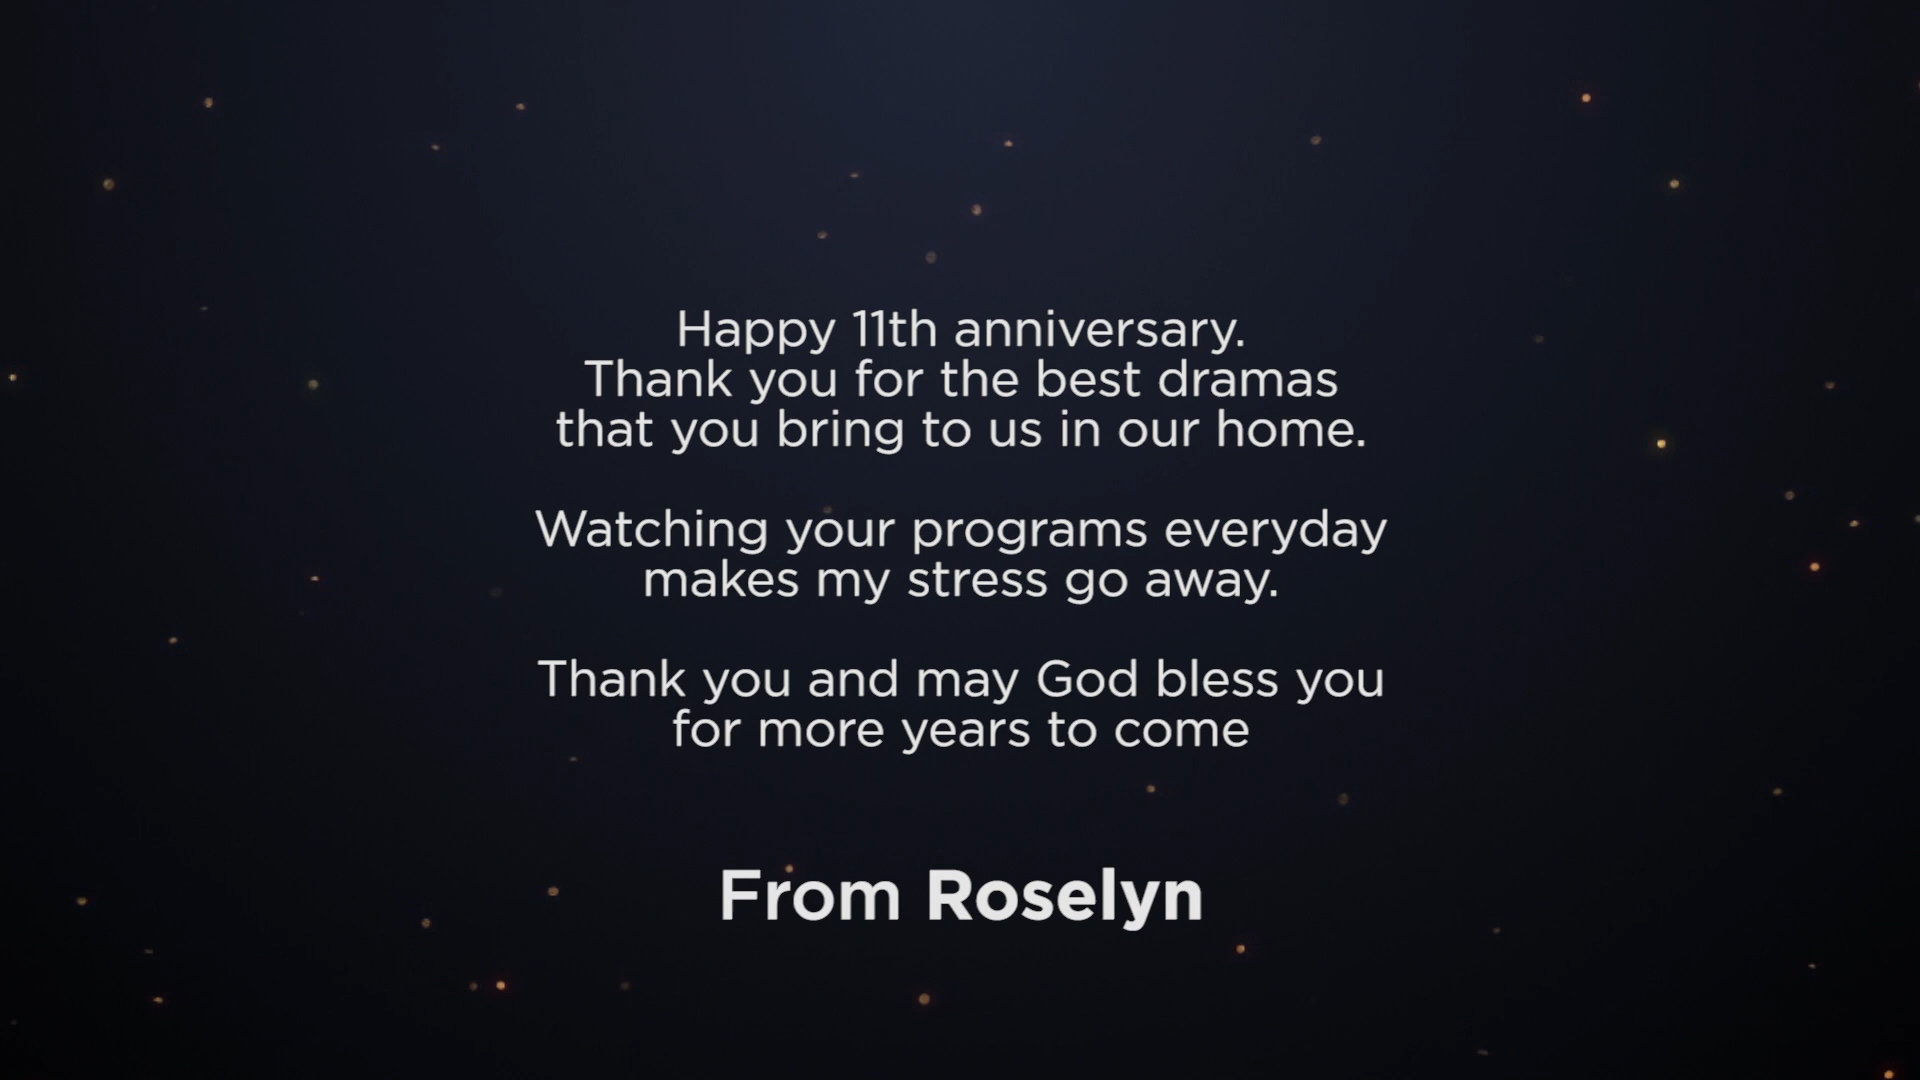 Happy 11th anniversary.
Thank you for the best dramas
that you bring to us in our home.
Watching your programs everyday
makes my stress go away.
Thank you and may God bless you
for more years to come
From Roselyn